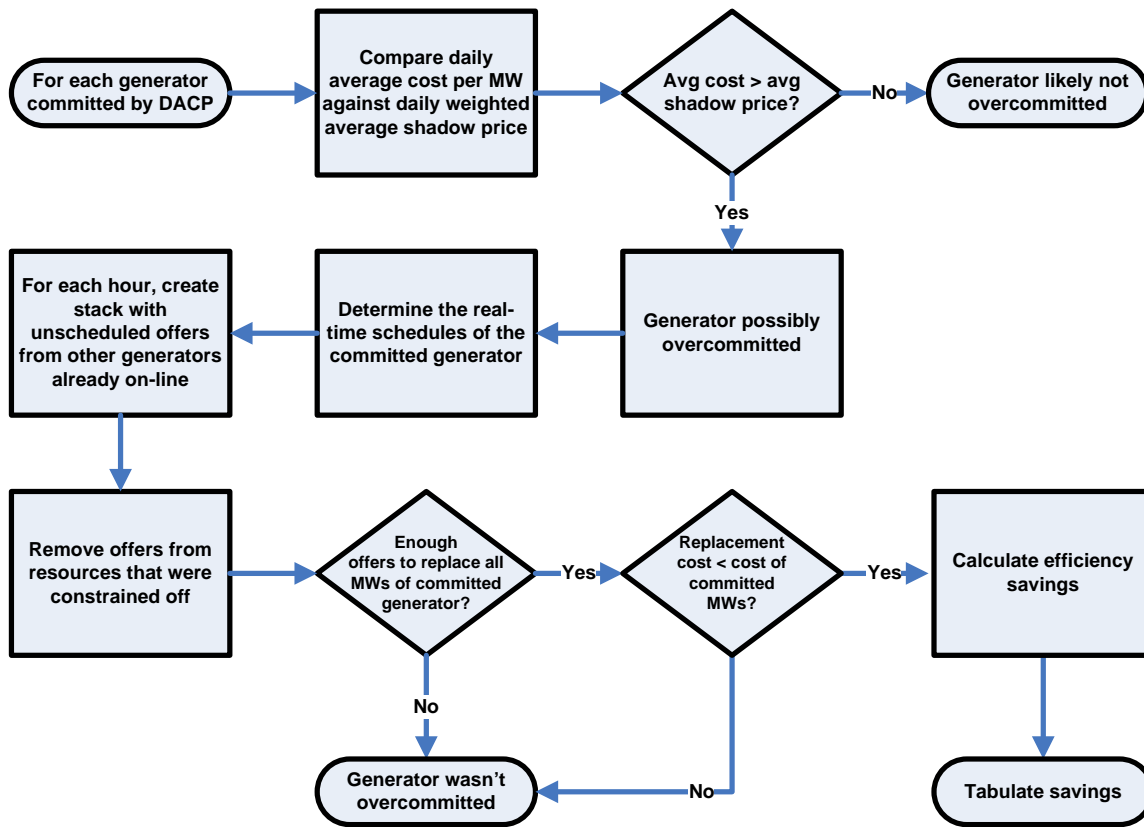 For each generator
committed by DACP
Compare daily
average cost per MW
against daily weighted
average shadow price
Avg cost > avg
shadow price?
No
Generator likely not
overcommitted
Yes
For each hour, create
stack with
unscheduled offers
from other generators
already on-line
Determine the real-
time schedules of the
committed generator
Generator possibly
overcommitted
Remove offers from
resources that were
constrained off
Enough
offers to replace all
MWs of committed
generator?
Yes
Replacement
cost < cost of
committed
MWs?
Yes
Calculate efficiency
savings
No
Generator wasn’t
overcommitted
No
Tabulate savings